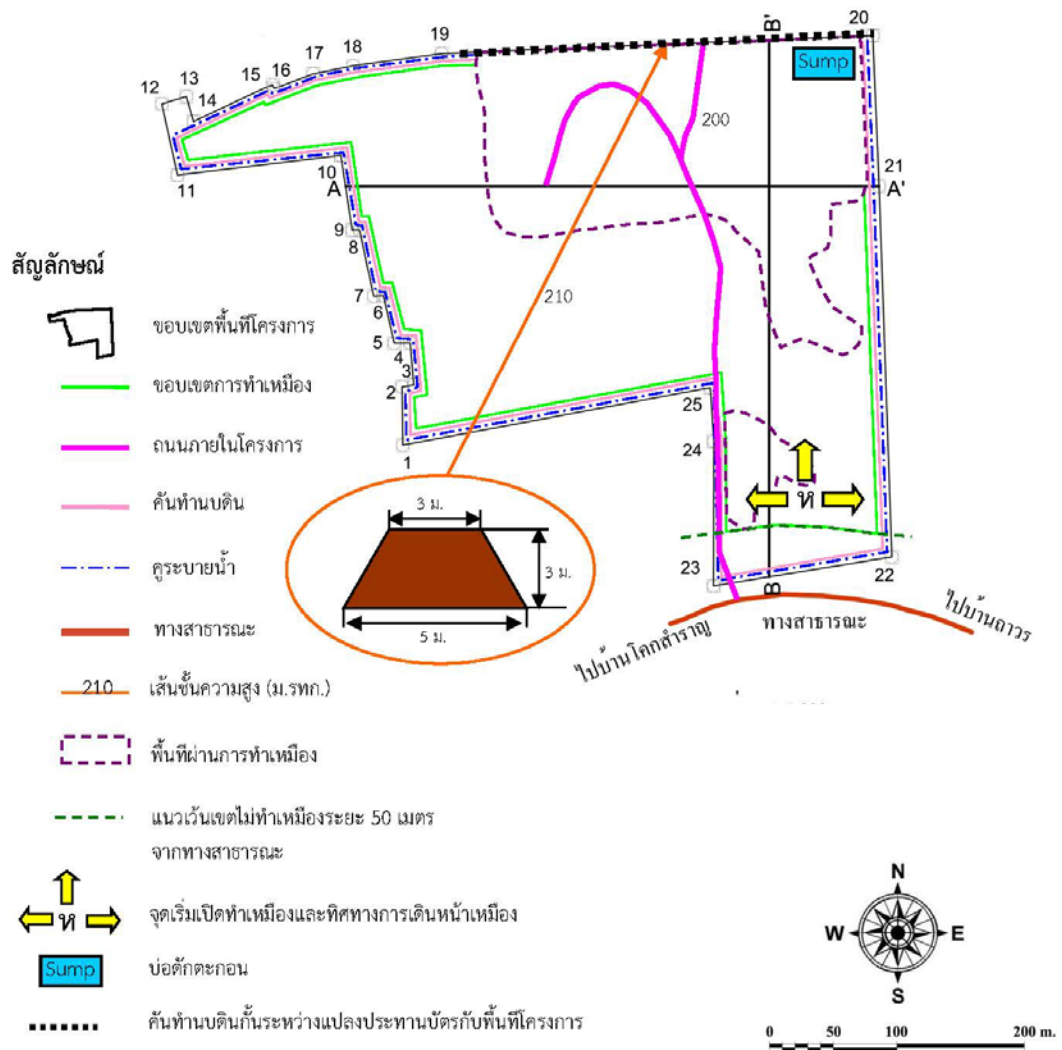 19
18
17
16
15
14
13
12
11
10
9
8
7
6
5
4
3
2
1
20
B'
Sump
200
21
A
A'
210
25
24
ห
23
22
B
3 ม.
3 ม.
5 ม.
ไปบ้านโคกสำราญ
ทางสาธารณะ
ไปบ้านถาวร
สัญลักษณ์
ขอบเขตพื้นที่โครงการ
ขอบเขตการทำเหมือง
ถนนภายในโครงการ
คันทำนบดิน
คูระบายน้ำ
ทางสาธารณะ
210 เส้นชั้นความสูง (ม.รทก.)
พื้นที่ผ่านการทำเหมือง
แนวเว้นเขตไม่ทำเหมืองระยะ 50 เมตร
จากทางสาธารณะ
ห จุดเริ่มเปิดทำเหมืองและทิศทางการเดินหน้าเหมือง
Sump บ่อดักตะกอน
คันทำนบดินกั้นระหว่างแปลงประทานบัตรกับพื้นที่โครงการ
N
W E
S
0 50 100 200 m.